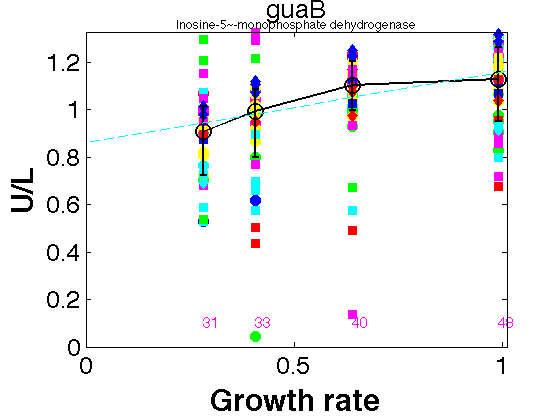 guaB
Inosine-5~-monophosphate dehydrogenase
1.2
1
0.8
0.6
0.4
0.2
0
U/L
31 33 40 48
0 0.5 1
Growth rate